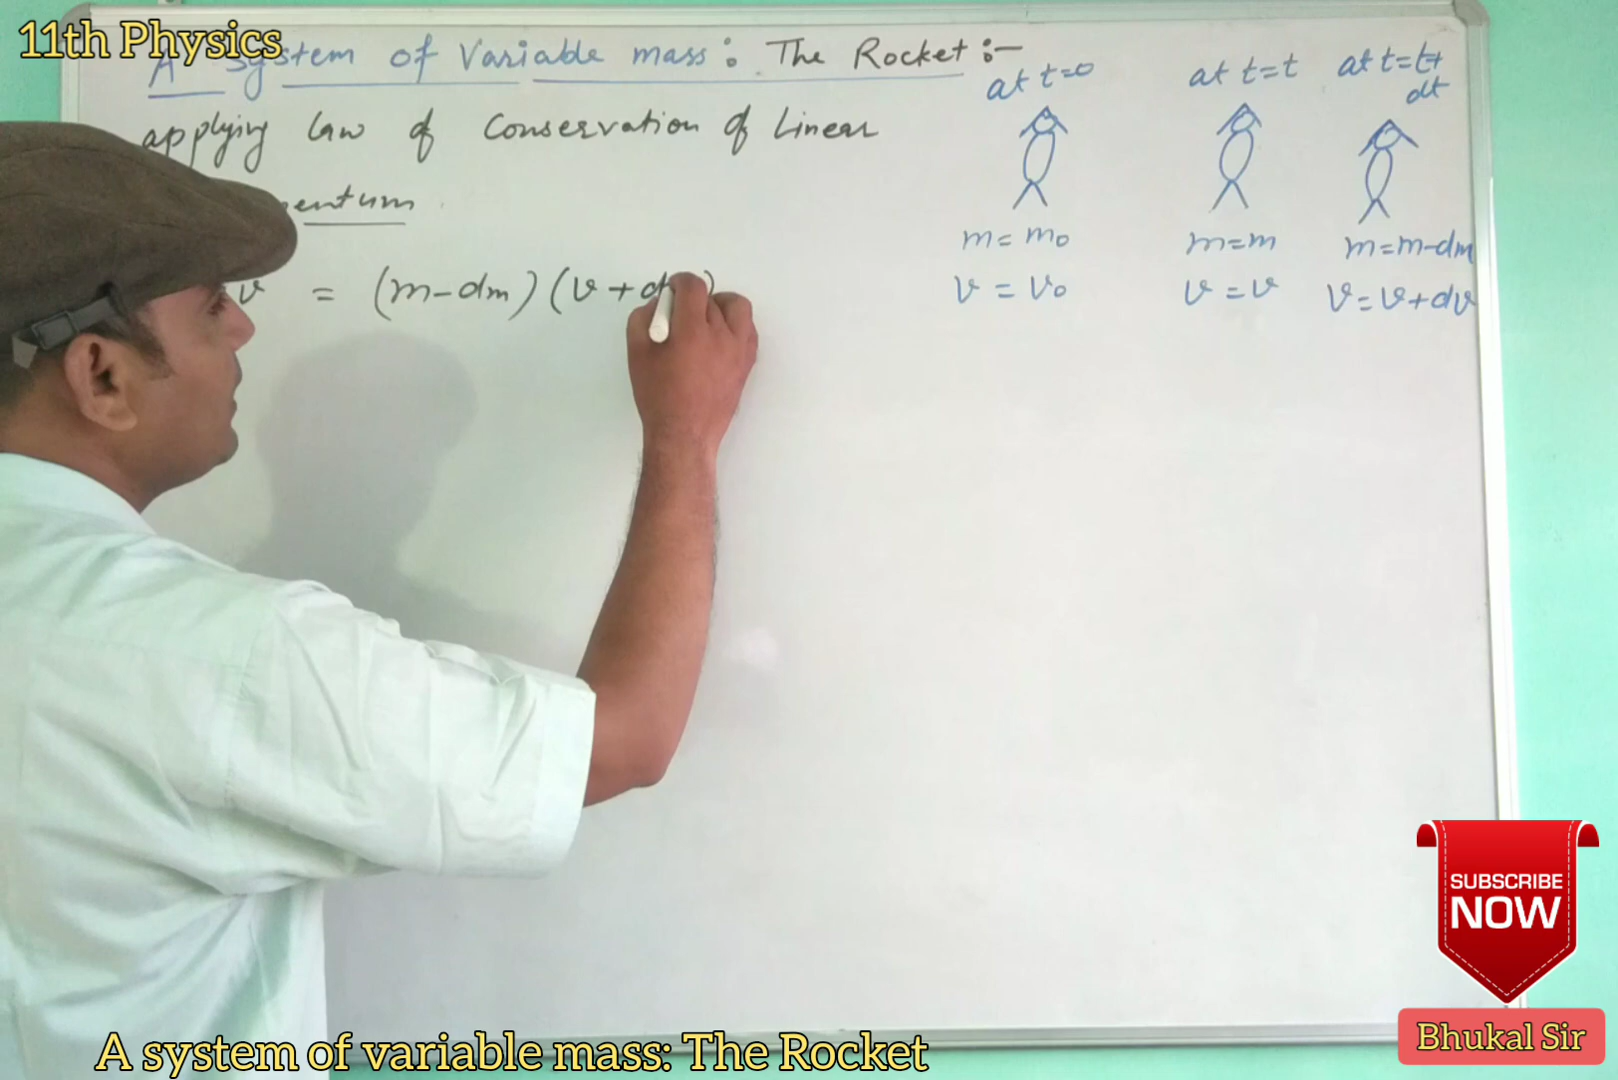 11th Physics
A System of Variable mass: The Rocket :-
applying law of Conservation of Linear
entum
v = (m-dm) (v+d )
at t=0
m = m₀
v = v₀
at t=t
m=m
v=v
at t=t+
dt
m=m-dm
v=v+dv
SUBSCRIBE
NOW
Bhukal Sir
A system of variable mass: The Rocket